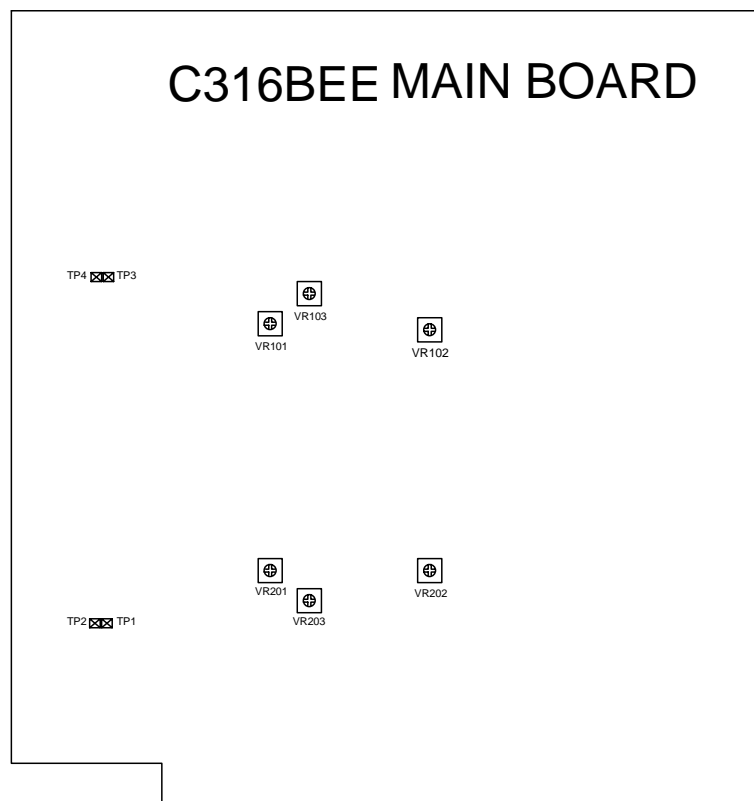 C316BEE MAIN BOARD
TP4 TP3
VR103
VR101
VR102
VR201
VR202
VR203
TP2 TP1